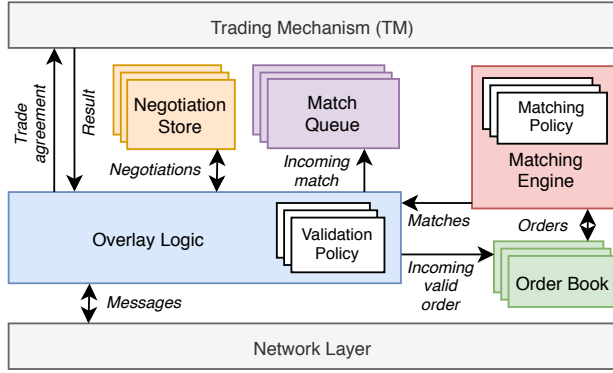 Trading Mechanism (TM)
Trade
agreement
Result
Negotiation
Store
Match
Queue
Matching
Policy
Matching
Engine
Negotiations
Incoming
match
Matches
Orders
Overlay Logic
Validation
Policy
Incoming
valid
order
Order Book
Messages
Network Layer